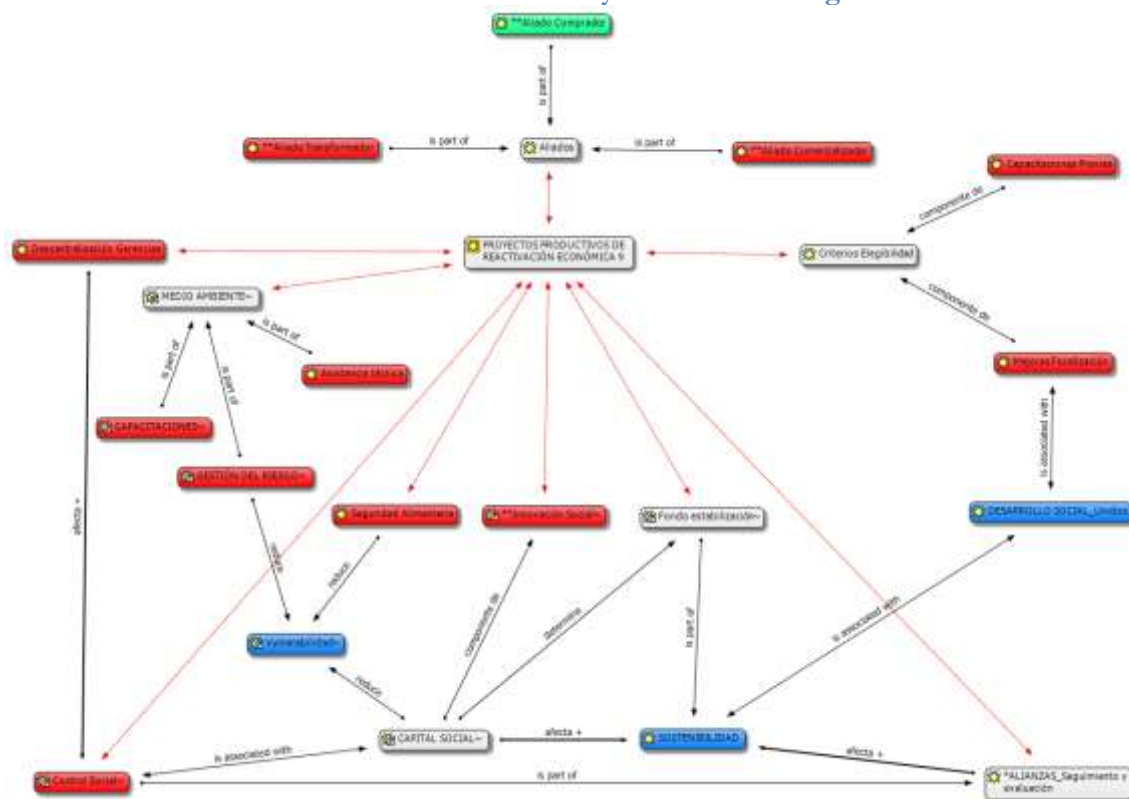 **Aliado Comprador
is part of
**Aliado Transformador
is part of
Aliados
is part of
**Aliado Comercializador
Capacitaciones Previas
componente de
Descentralización Gerencias
PROYECTOS PRODUCTIVOS DE
REACTIVACIÓN ECONÓMICA 9
Criterios Elegibilidad
MEDIO AMBIENTE~
componente de
is part of
is part of
is part of
Asistencia técnica
Mejoras Focalización
CAPACITACIONES~
is associated with
afecta +
GESTIÓN DEL RIESGO~
Seguridad Alimentaria
**Innovación Social~
Fondo estabilización~
DESARROLLO SOCIAL_Unidos
reduce
reduce
componente de
determina
is part of
is associated with
Vulnerabilidad~
reduce
CAPITAL SOCIAL~
afecta +
SOSTENIBILIDAD
afecta +
is associated with
Control Social~
is part of
*ALIANZAS_Seguimiento y
evaluación